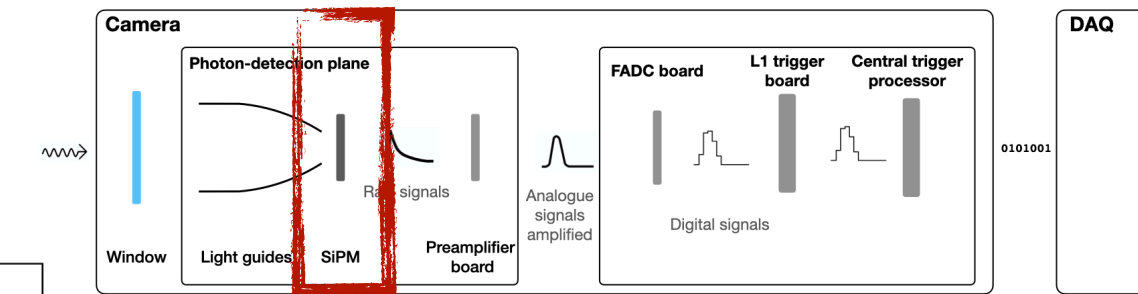 Camera
DAQ
Photon-detection plane
FADC board
L1 trigger
board
Central trigger
processor
0101001
Raw signals
Analogue
signals
amplified
Digital signals
Window
Light guides
SiPM
Preamplifier
board